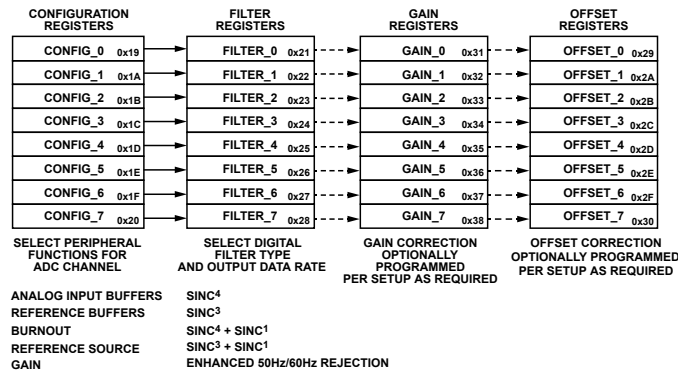 CONFIGURATION REGISTERS
FILTER REGISTERS
GAIN REGISTERS
OFFSET REGISTERS
CONFIG_0 0x19 FILTER_0 0x21 GAIN_0 0x31 OFFSET_0 0x29
CONFIG_1 0x1A FILTER_1 0x22 GAIN_1 0x32 OFFSET_1 0x2A
CONFIG_2 0x1B FILTER_2 0x23 GAIN_2 0x33 OFFSET_2 0x2B
CONFIG_3 0x1C FILTER_3 0x24 GAIN_3 0x34 OFFSET_3 0x2C
CONFIG_4 0x1D FILTER_4 0x25 GAIN_4 0x35 OFFSET_4 0x2D
CONFIG_5 0x1E FILTER_5 0x26 GAIN_5 0x36 OFFSET_5 0x2E
CONFIG_6 0x1F FILTER_6 0x27 GAIN_6 0x37 OFFSET_6 0x2F
CONFIG_7 0x20 FILTER_7 0x28 GAIN_7 0x38 OFFSET_7 0x30
SELECT PERIPHERAL
FUNCTIONS FOR
ADC CHANNEL
SELECT DIGITAL
FILTER TYPE
AND OUTPUT DATA RATE
GAIN CORRECTION
OPTIONALLY
PROGRAMMED
PER SETUP AS REQUIRED
OFFSET CORRECTION
OPTIONALLY PROGRAMMED
PER SETUP AS REQUIRED
ANALOG INPUT BUFFERS SINC4
REFERENCE BUFFERS SINC3
BURNOUT SINC4 + SINC1
REFERENCE SOURCE SINC3 + SINC1
GAIN ENHANCED 50Hz/60Hz REJECTION